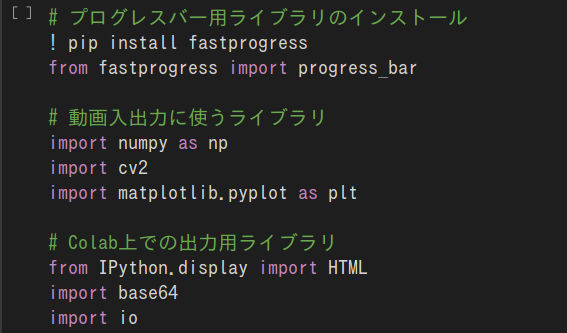 [ ] # プログレスバー用ライブラリのインストール
! pip install fastprogress
from fastprogress import progress_bar
# 動画入出力に使うライブラリ
import numpy as np
import cv2
import matplotlib.pyplot as plt
# Colab上での出力用ライブラリ
from IPython.display import HTML
import base64
import io